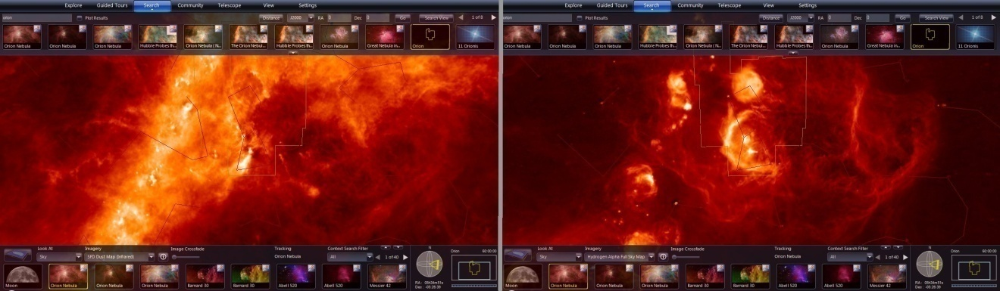 Explore Guided Tours Search Community Telescope View Settings
orion Plot Results Distance J2000 RA 0 Dec 0 Go Search View 1 of 8
Orion Nebula Orion Nebula Orion Nebula Hubble Probes th... Orion Nebula ( N... The Orion Nebul... Hubble Probes th... Orion Nebula Great Nebula in... Orion 11 Orionis
Look At Imagery Image Crossfade Tracking Context Search Filter
Sky SFD Dust Map (Infrared) Orion Nebula All 1 of 40
Moon Orion Nebula Orion Nebula Orion Nebula Barnard 30 Barnard 30 Abell 520 Abell 520 Messier 42
N
RA : 05h34m51s
Dec : -05:26:39
Orion 60:00:00
Explore Guided Tours Search Community Telescope View Settings
orion Plot Results Distance J2000 RA 0 Dec 0 Go Search View 1 of 8
Orion Nebula Orion Nebula Orion Nebula Hubble Probes th... Orion Nebula ( N... The Orion Nebul... Hubble Probes th... Orion Nebula Great Nebula in... Orion 11 Orionis
Look At Imagery Image Crossfade Tracking Context Search Filter
Sky Hydrogen Alpha Full Sky Map Orion Nebula All 1 of 40
Moon Orion Nebula Orion Nebula Orion Nebula Barnard 30 Barnard 30 Abell 520 Abell 520 Messier 42
N
RA : 05h34m51s
Dec : -05:26:39
Orion 60:00:00